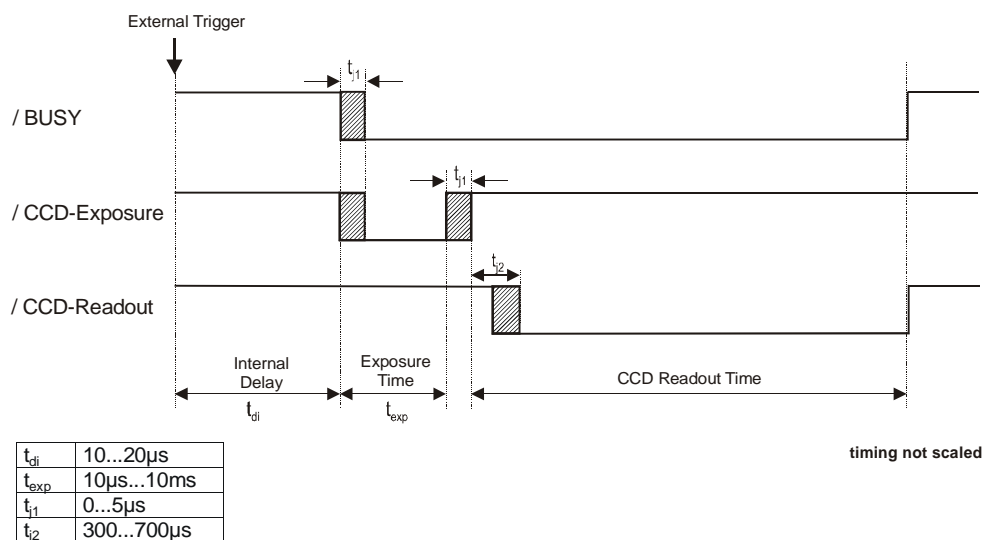 External Trigger
tj1
/ BUSY
tj1
/ CCD-Exposure
tj2
/ CCD-Readout
Internal
Delay
tdi
Exposure
Time
texp
CCD Readout Time
timing not scaled
tdi 10...20µs
texp 10µs...10ms
tj1 0...5µs
tj2 300...700µs